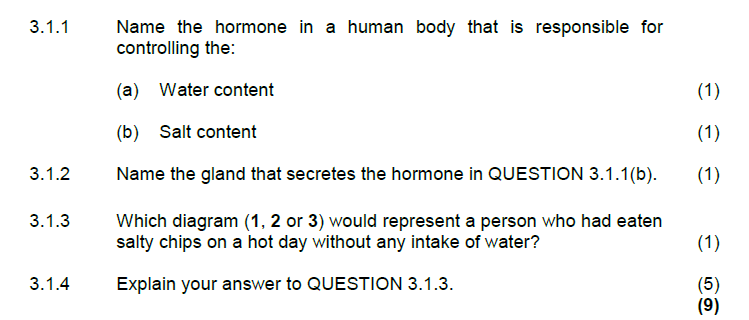 3.1.1 Name the hormone in a human body that is responsible for
controlling the:
(a) Water content (1)
(b) Salt content (1)
3.1.2 Name the gland that secretes the hormone in QUESTION 3.1.1(b). (1)
3.1.3 Which diagram (1, 2 or 3) would represent a person who had eaten
salty chips on a hot day without any intake of water? (1)
3.1.4 Explain your answer to QUESTION 3.1.3. (5)
(9)